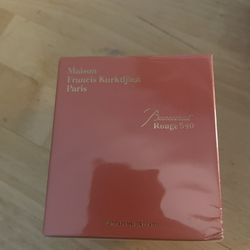 Maison
Francis Kurkdjian
Paris
Baccarat
Rouge 540